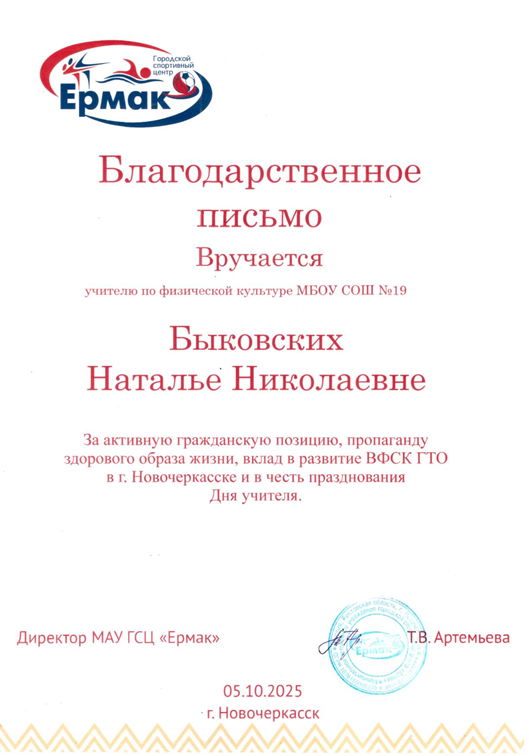 Городской
спортивный
центр
Ермак
Благодарственное
письмо
Вручается
учителю по физической культуре МБОУ СОШ №19
Быковских
Наталье Николаевне
За активную гражданскую позицию, пропаганду
здорового образа жизни, вклад в развитие ВФСК ГТО
в г. Новочеркасске и в честь празднования
Дня учителя.
Директор МАУ ГСЦ «Ермак»
Ермак
Т.В. Артемьева
05.10.2025
г. Новочеркасск